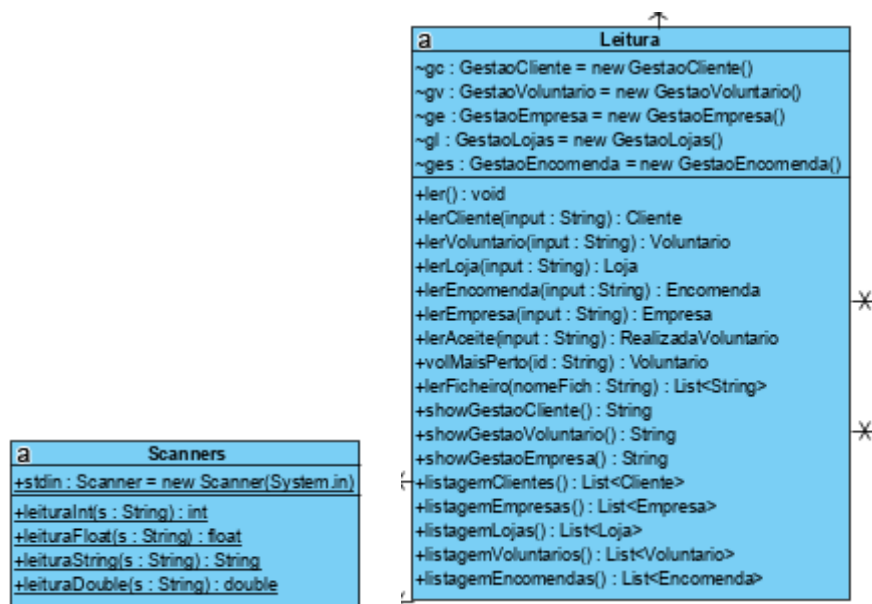 a Leitura
~gc : GestaoCliente = new GestaoCliente()
~gv : GestaoVoluntario = new GestaoVoluntario()
~ge : GestaoEmpresa = new GestaoEmpresa()
~gl : GestaoLojas = new GestaoLojas()
~ges : GestaoEncomenda = new GestaoEncomenda()
+ler() : void
+lerCliente(input : String) : Cliente
+lerVoluntario(input : String) : Voluntario
+lerLoja(input : String) : Loja
+lerEncomenda(input : String) : Encomenda
+lerEmpresa(input : String) : Empresa
+lerAceite(input : String) : RealizadaVoluntario
+volMaisPerto(id : String) : Voluntario
+lerFicheiro(nomeFich : String) : List<String>
+showGestaoCliente() : String
+showGestaoVoluntario() : String
+showGestaoEmpresa() : String
+listagemClientes() : List<Cliente>
+listagemEmpresas() : List<Empresa>
+listagemLojas() : List<Loja>
+listagemVoluntarios() : List<Voluntario>
+listagemEncomendas() : List<Encomenda>
a Scanners
+stdin : Scanner = new Scanner(System.in)
+leituraInt(s : String) : int
+leituraFloat(s : String) : float
+leituraString(s : String) : String
+leituraDouble(s : String) : double